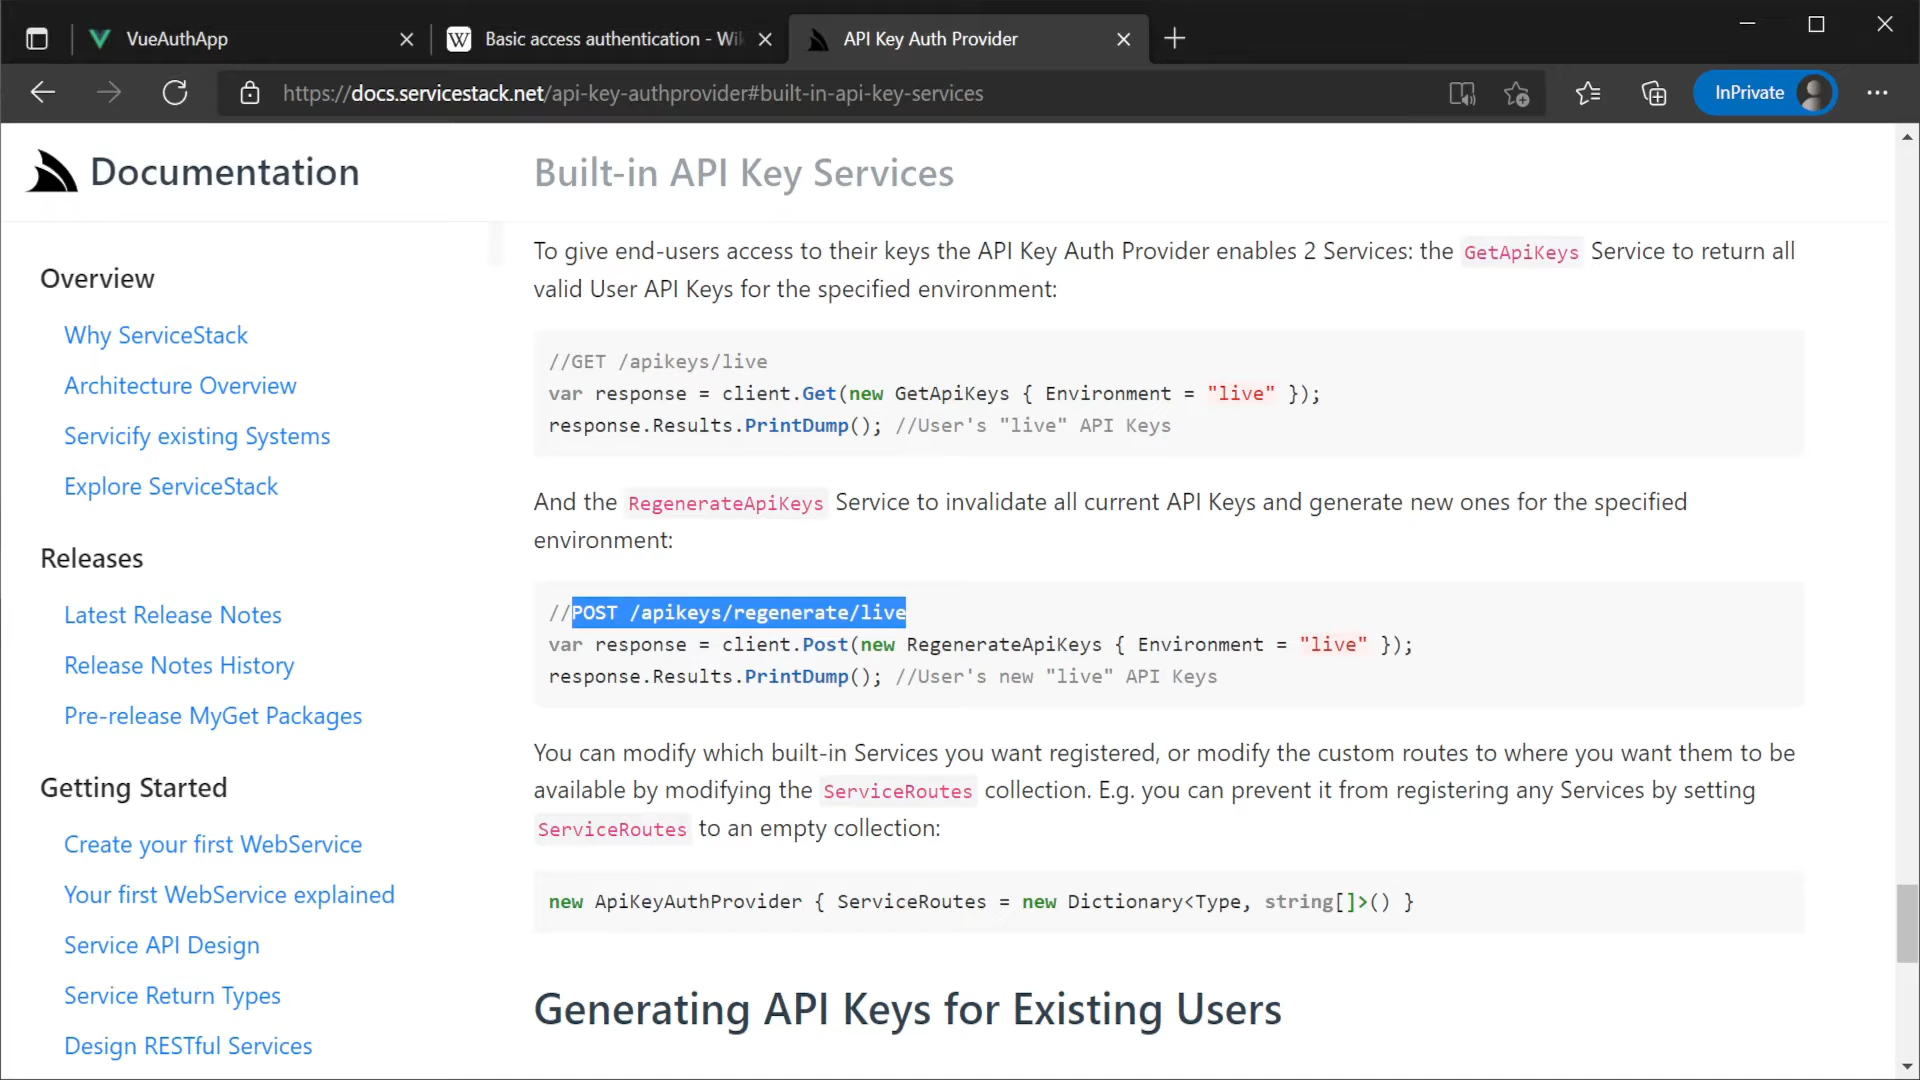 VueAuthApp
Basic access authentication - Wik
API Key Auth Provider
https://docs.servicestack.net/api-key-authprovider#built-in-api-key-services
InPrivate
Documentation
Overview
Why ServiceStack
Architecture Overview
Servicify existing Systems
Explore ServiceStack
Releases
Latest Release Notes
Release Notes History
Pre-release MyGet Packages
Getting Started
Create your first WebService
Your first WebService explained
Service API Design
Service Return Types
Design RESTful Services
Built-in API Key Services
To give end-users access to their keys the API Key Auth Provider enables 2 Services: the GetApiKeys Service to return all
valid User API Keys for the specified environment:
//GET /apikeys/live
var response = client.Get(new GetApiKeys { Environment = "live" });
response.Results.PrintDump(); //User's "live" API Keys
And the RegenerateApiKeys Service to invalidate all current API Keys and generate new ones for the specified
environment:
//POST /apikeys/regenerate/live
var response = client.Post(new RegenerateApiKeys { Environment = "live" });
response.Results.PrintDump(); //User's new "live" API Keys
You can modify which built-in Services you want registered, or modify the custom routes to where you want them to be
available by modifying the ServiceRoutes collection. E.g. you can prevent it from registering any Services by setting
ServiceRoutes to an empty collection:
new ApiKeyAuthProvider { ServiceRoutes = new Dictionary<Type, string[]>() }
Generating API Keys for Existing Users